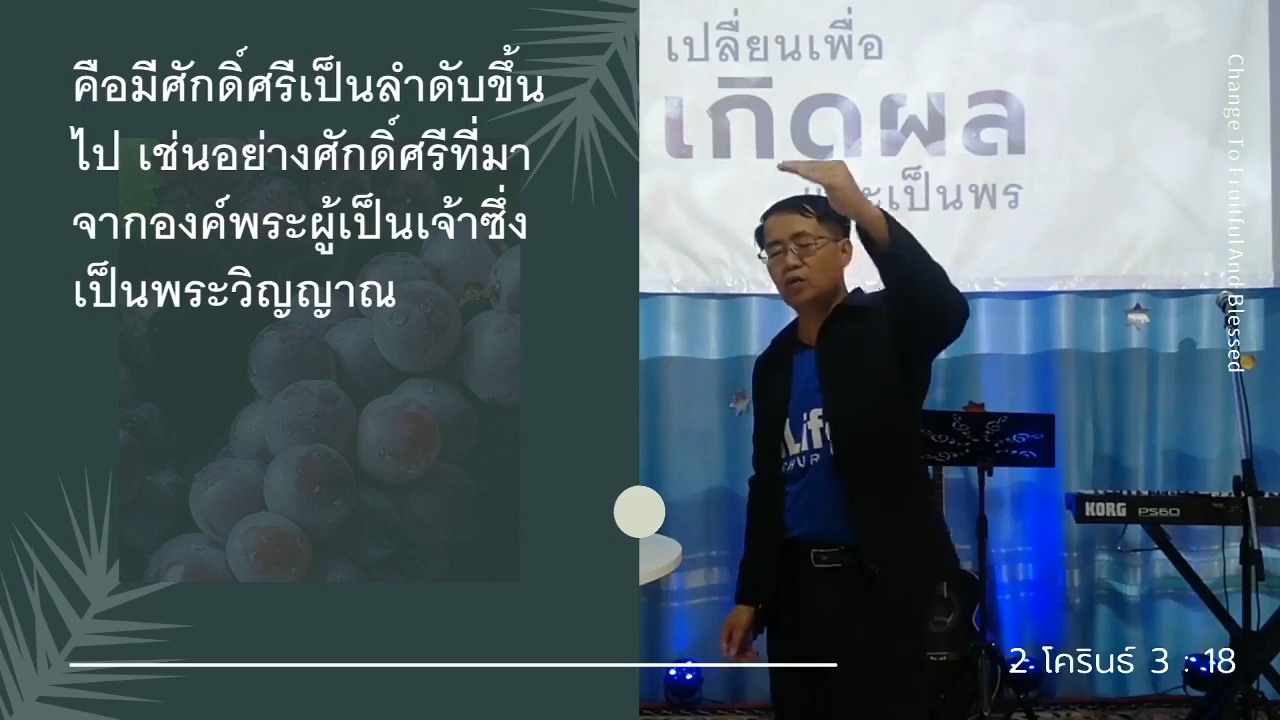 คือมีศักดิ์ศรีเป็นลำดับขึ้น
ไป เช่นอย่างศักดิ์ศรีที่มา
จากองค์พระผู้เป็นเจ้าซึ่ง
เป็นพระวิญญาณ
เปลี่ยนเพื่อ
เกิดผล
เป็นพร
Change To Fruitful And Blessed
KORG PS60
2 โครินธ์ 3 : 18